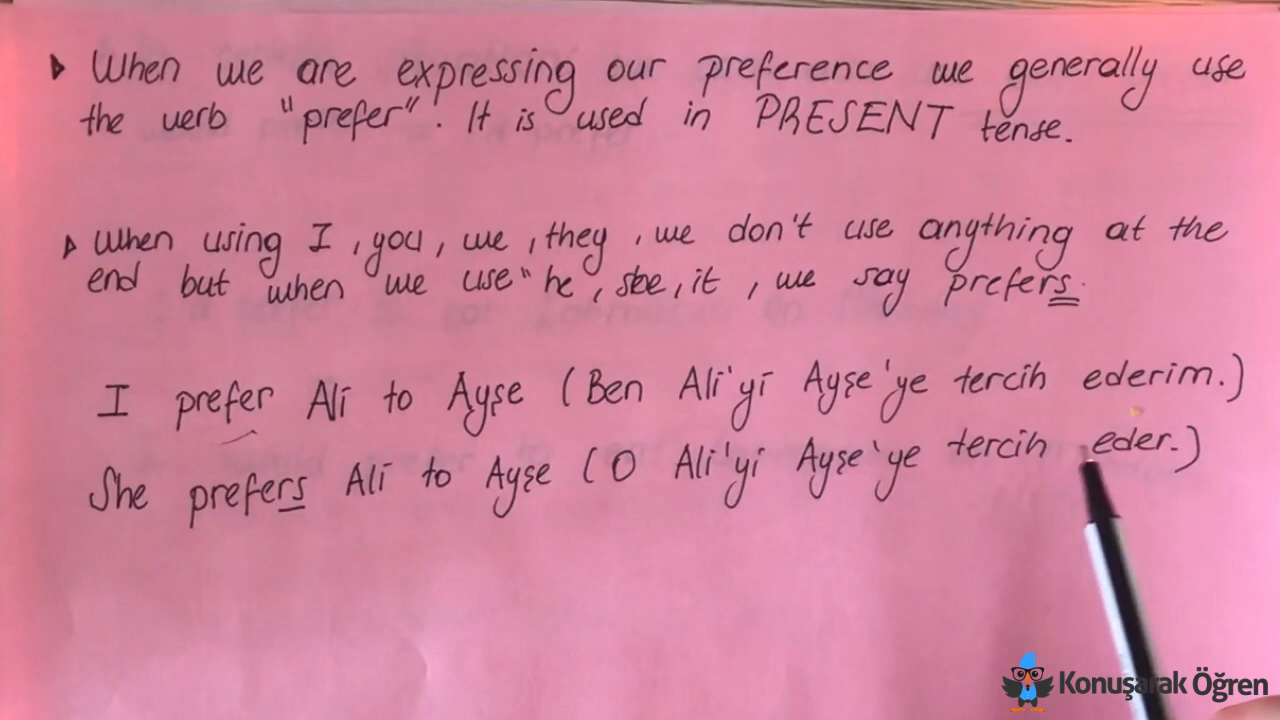 ▸ When we are expressing our preference we generally use
the verb "prefer". It is used in PRESENT tense.
▸ When using I, you, we, they, we don't use anything at the
end but when we use "he, she, it, we say prefers.
I prefer Ali to Ayşe (Ben Ali'yi Ayşe'ye tercih ederim.)
She prefers Ali to Ayşe (O Ali'yi Ayşe'ye tercih eder.)
Konuşarak Öğren